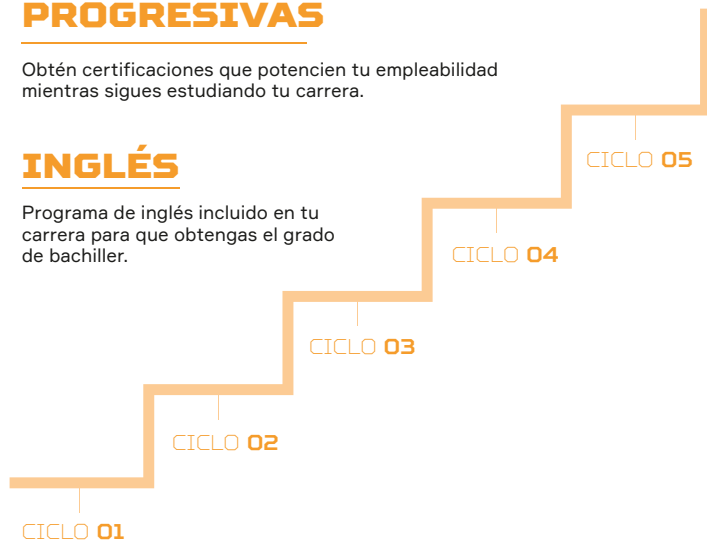 PROGRESIVAS
Obtén certificaciones que potencien tu empleabilidad
mientras sigues estudiando tu carrera.
INGLÉS
Programa de inglés incluido en tu
carrera para que obtengas el grado
de bachiller.
CICLO 05
CICLO 04
CICLO 03
CICLO 02
CICLO 01